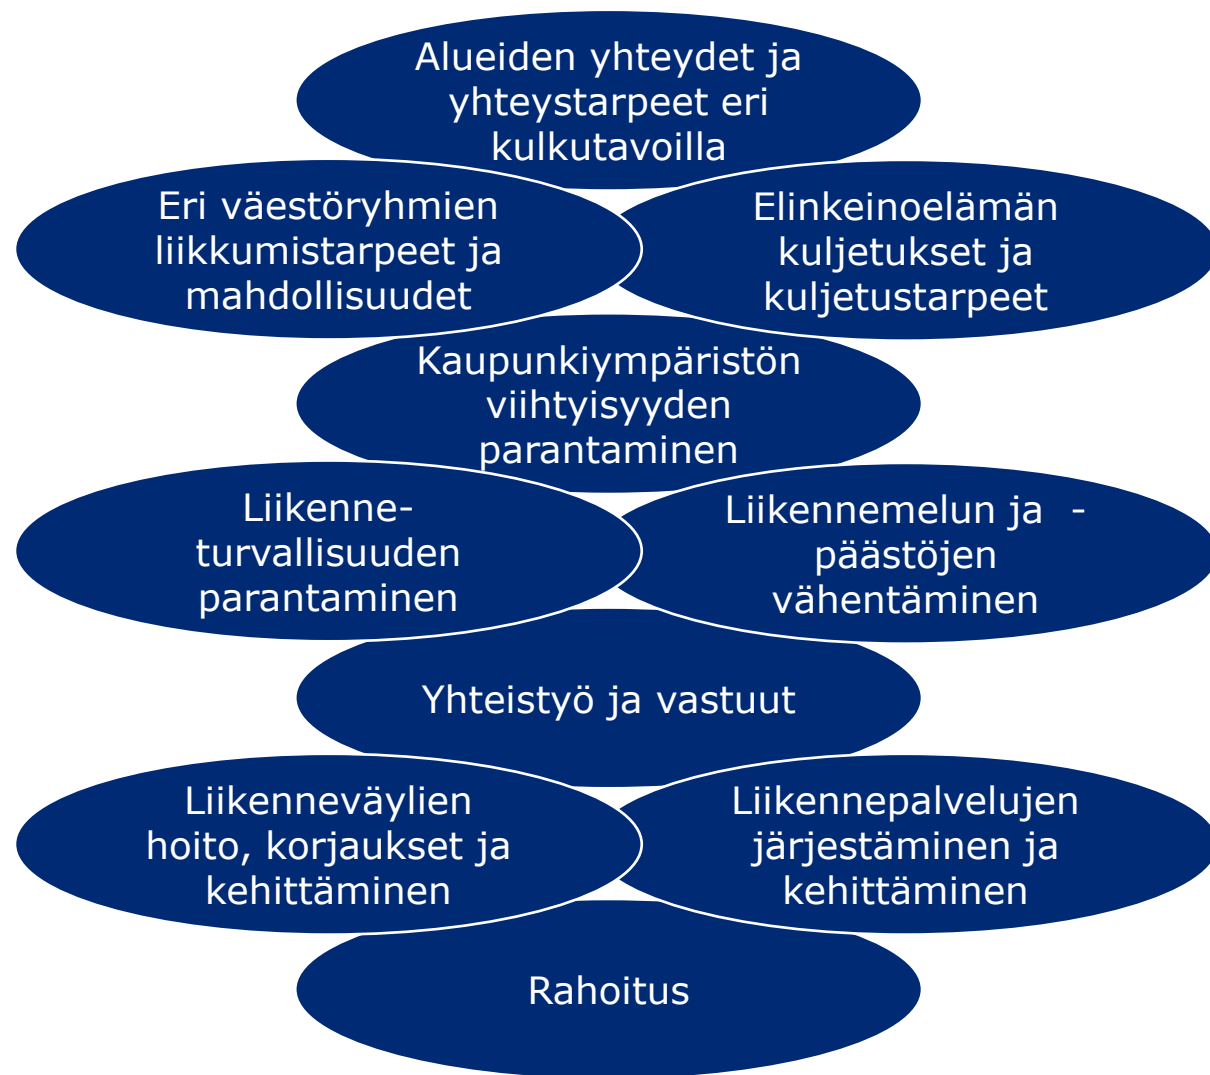 Alueiden yhteydet ja
yhteystarpeet eri
kulkutavoilla
Eri väestöryhmien
liikkumistarpeet ja
mahdollisuudet
Elinkeinoelämän
kuljetukset ja
kuljetustarpeet
Kaupunkiympäristön
viihtyisyyden
parantaminen
Liikenne-
turvallisuuden
parantaminen
Liikennemelun ja  -
päästöjen
vähentäminen
Yhteistyö ja vastuut
Liikenneväylien
hoito, korjaukset ja
kehittäminen
Liikennepalvelujen
järjestäminen ja
kehittäminen
Rahoitus